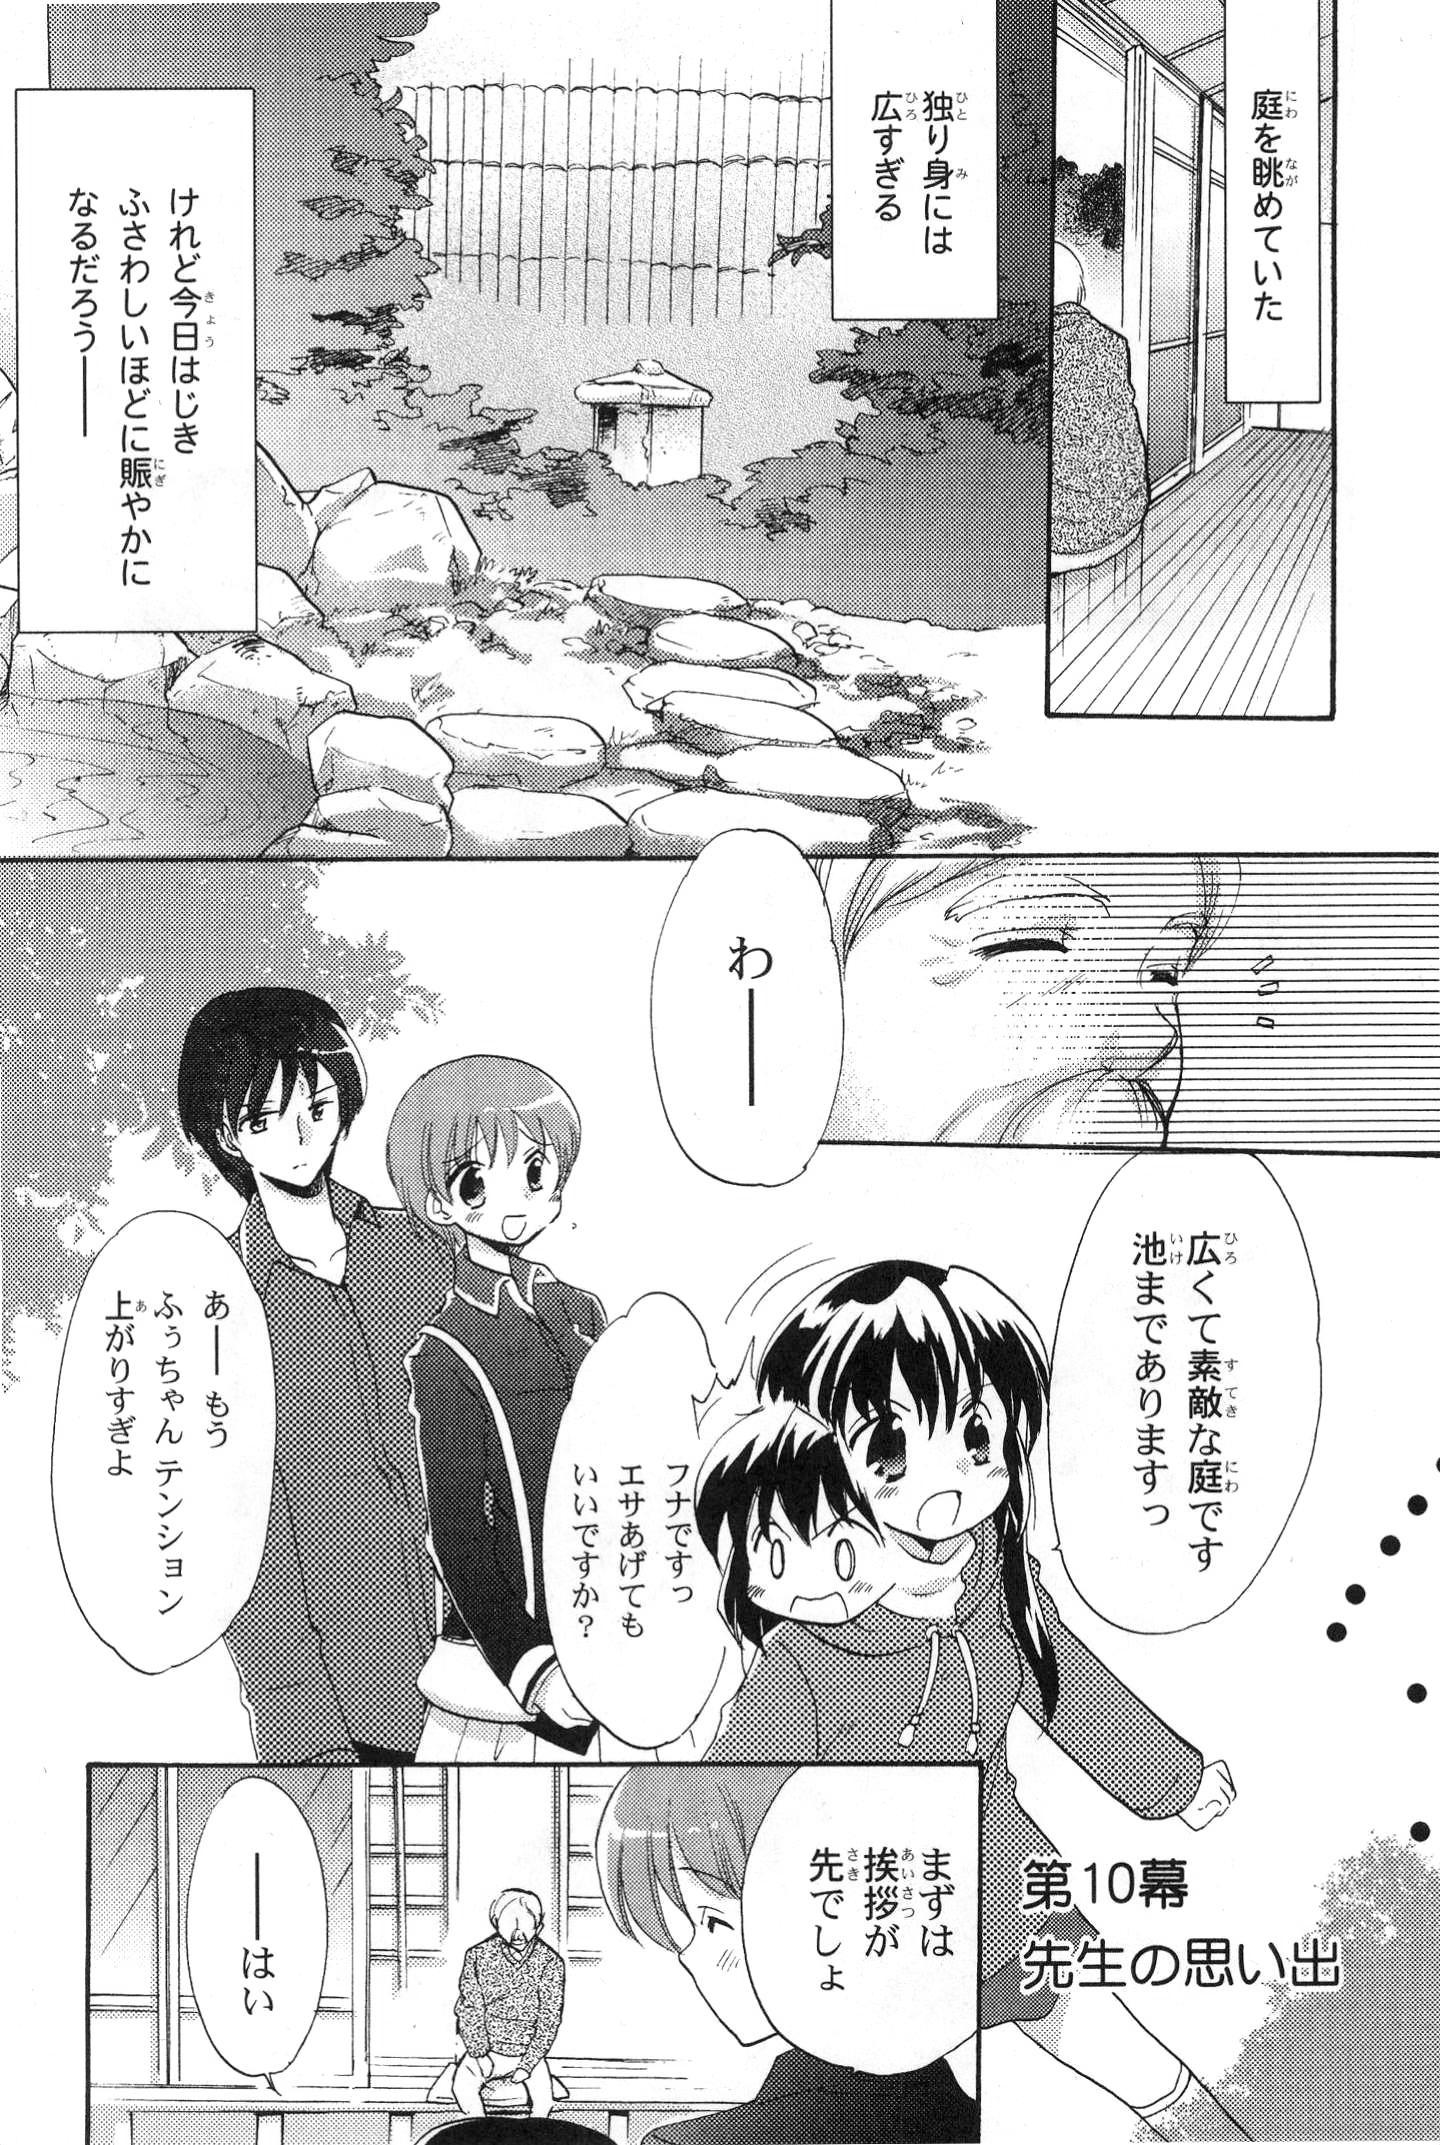 庭を眺めていた
独り身には
広すぎる
けれど今日はじき
ふさわしいほどに賑やかに
なるだろう――
わ――
広くて素敵な庭です
池までありますっ
フナですっ
エサあげても
いいですか？
あ―もう
ふぅちゃんテンション
上がりすぎよ
第10幕
先生の思い出
まずは
挨拶が
先でしょ
―はい